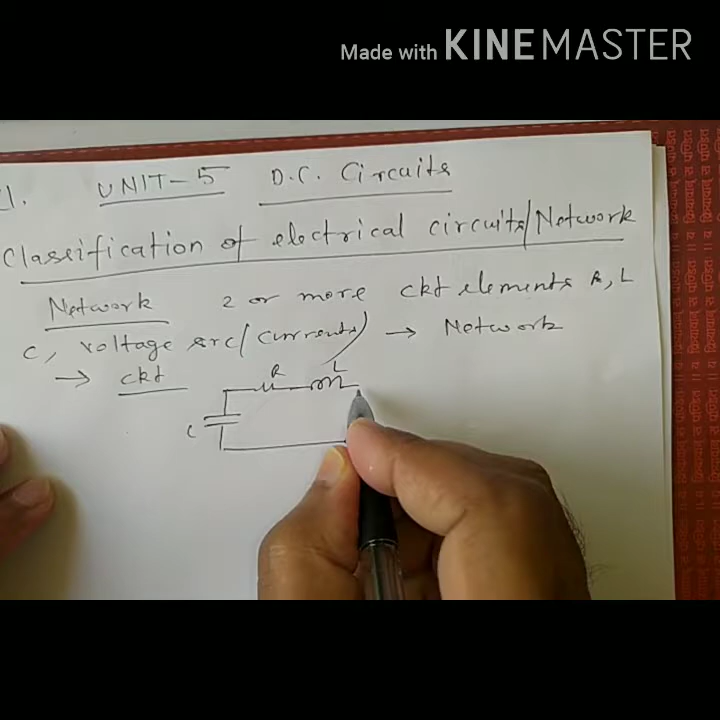 Made with KINEMASTER
21. UNIT-5 D.C. Circuits
Classification of electrical circuits/Network
Network 2 or more ckt elements R, L
C, voltage src/(currents) → Network
→ ckt
R L
C